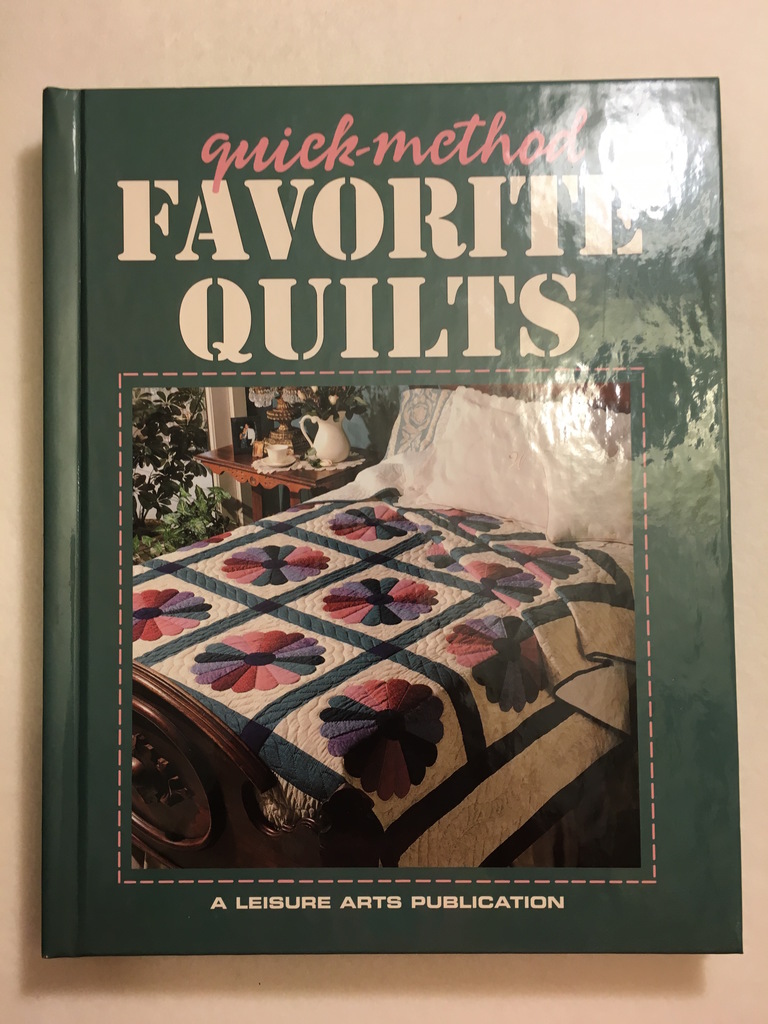 quick-method
FAVORITE
QUILTS
A LEISURE ARTS PUBLICATION